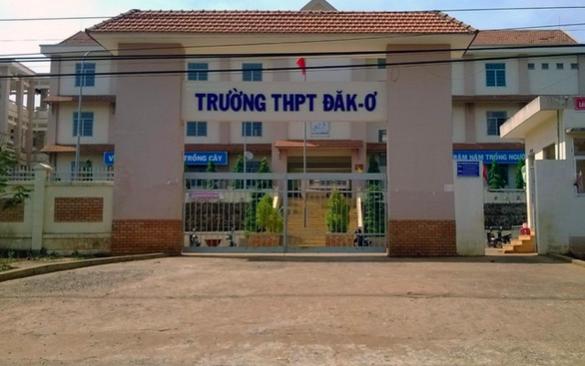 TRƯỜNG THPT ĐĂK-Ơ
TRỒNG CÂY
TRĂM NĂM TRỒNG NGƯỜI